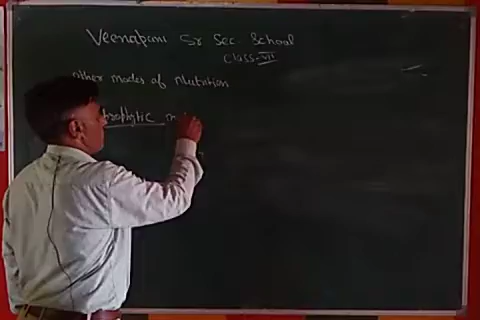 Veenapani Sr Sec. School
Class-VII
Other modes of Nutrition